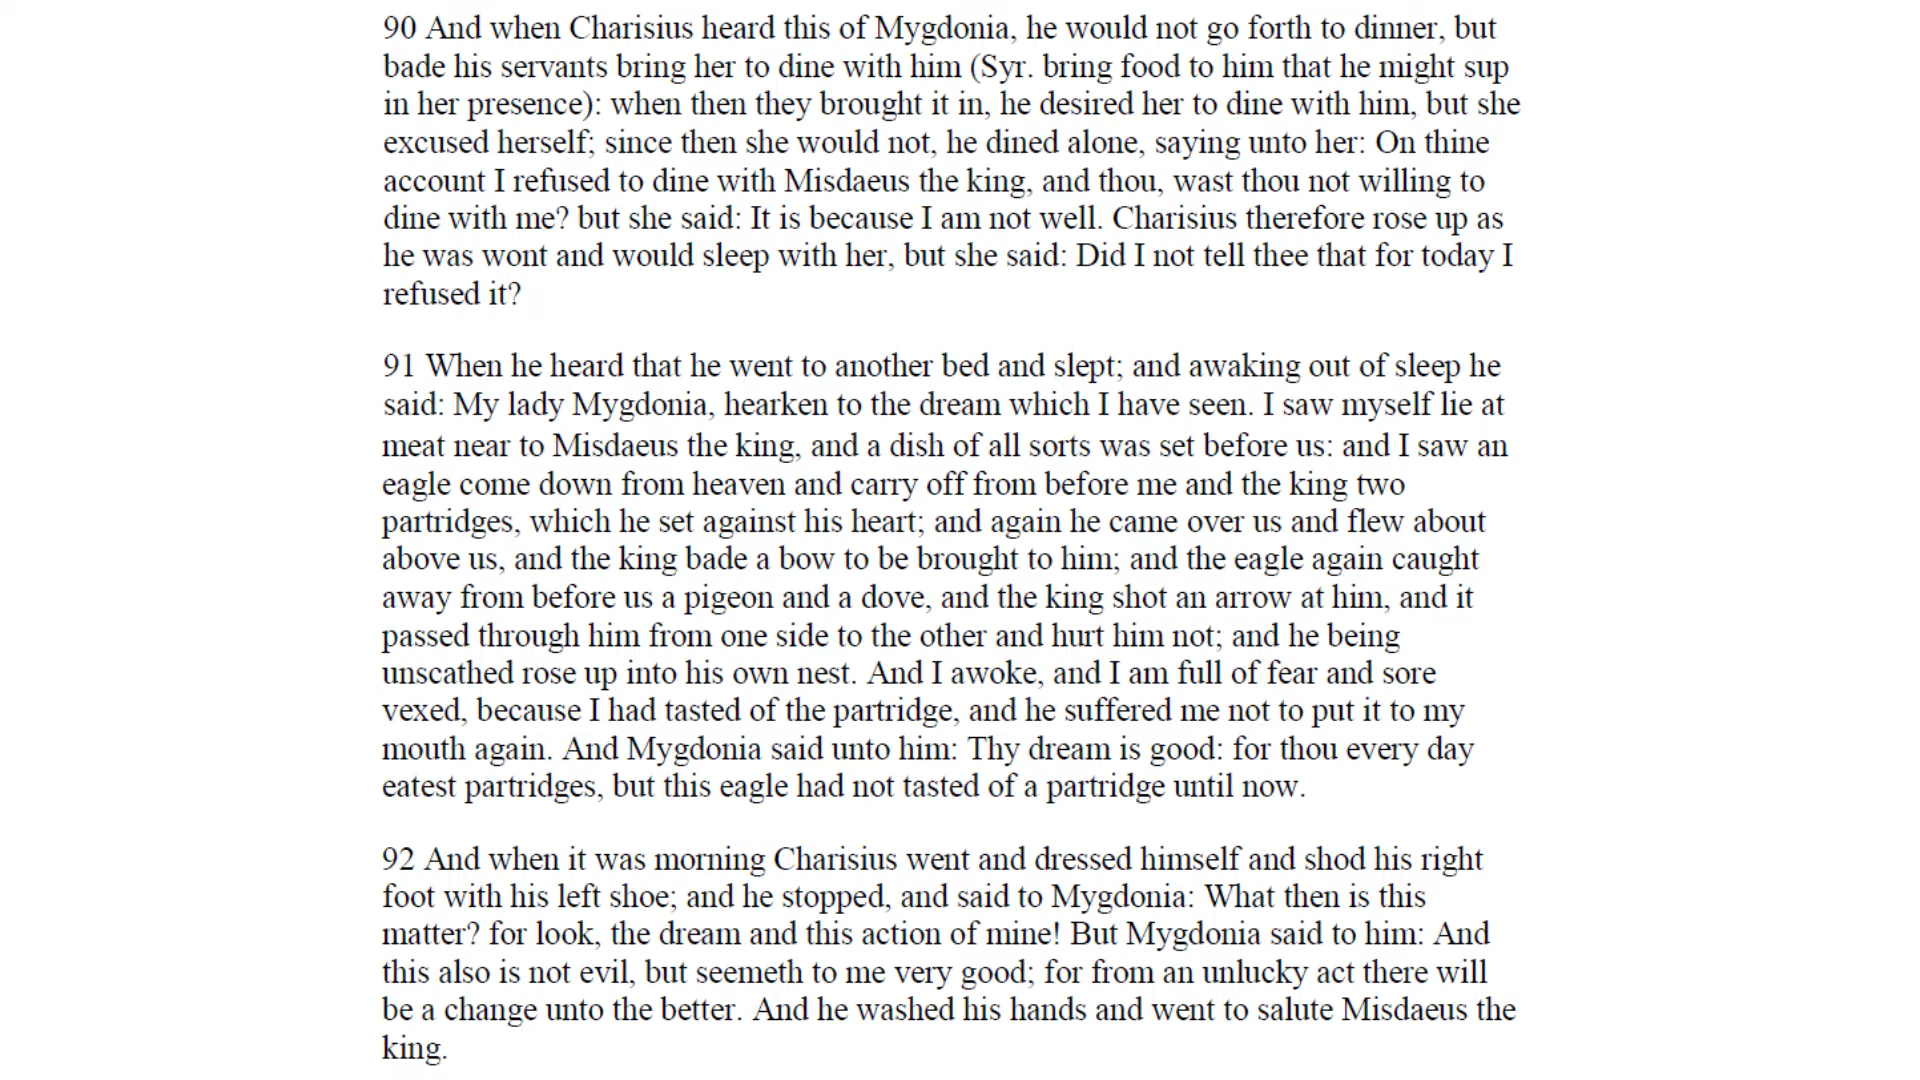 90 And when Charisius heard this of Mygdonia, he would not go forth to dinner, but
bade his servants bring her to dine with him (Syr. bring food to him that he might sup
in her presence): when then they brought it in, he desired her to dine with him, but she
excused herself; since then she would not, he dined alone, saying unto her: On thine
account I refused to dine with Misdaeus the king, and thou, wast thou not willing to
dine with me? but she said: It is because I am not well. Charisius therefore rose up as
he was wont and would sleep with her, but she said: Did I not tell thee that for today I
refused it?
91 When he heard that he went to another bed and slept; and awaking out of sleep he
said: My lady Mygdonia, hearken to the dream which I have seen. I saw myself lie at
meat near to Misdaeus the king, and a dish of all sorts was set before us: and I saw an
eagle come down from heaven and carry off from before me and the king two
partridges, which he set against his heart; and again he came over us and flew about
above us, and the king bade a bow to be brought to him; and the eagle again caught
away from before us a pigeon and a dove, and the king shot an arrow at him, and it
passed through him from one side to the other and hurt him not; and he being
unscathed rose up into his own nest. And I awoke, and I am full of fear and sore
vexed, because I had tasted of the partridge, and he suffered me not to put it to my
mouth again. And Mygdonia said unto him: Thy dream is good: for thou every day
eatest partridges, but this eagle had not tasted of a partridge until now.
92 And when it was morning Charisius went and dressed himself and shod his right
foot with his left shoe; and he stopped, and said to Mygdonia: What then is this
matter? for look, the dream and this action of mine! But Mygdonia said to him: And
this also is not evil, but seemeth to me very good; for from an unlucky act there will
be a change unto the better. And he washed his hands and went to salute Misdaeus the
king.